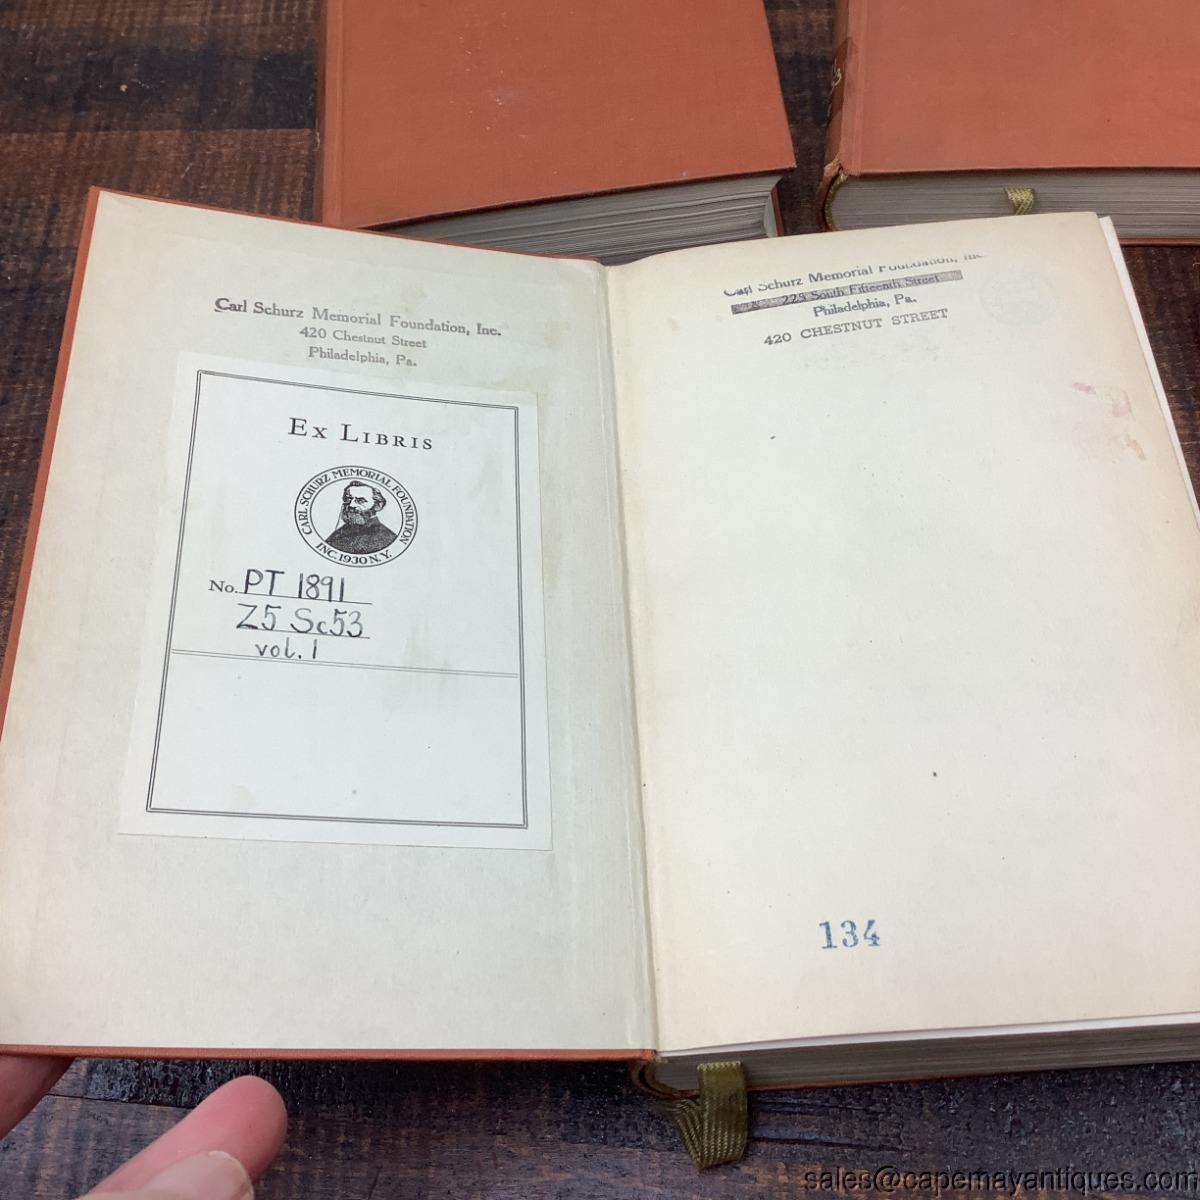 Carl Schurz Memorial Foundation, Inc.
420 Chestnut Street
Philadelphia, Pa.
EX LIBRIS
CARL SCHURZ MEMORIAL FOUNDATION
INC. 1930 N.Y.
No. PT 1891
Z5 Sc53
vol. 1
Carl Schurz Memorial Foundation, Inc.
225 South Fifteenth Street
Philadelphia, Pa.
420 CHESTNUT STREET
134
sales@capemayantiques.com